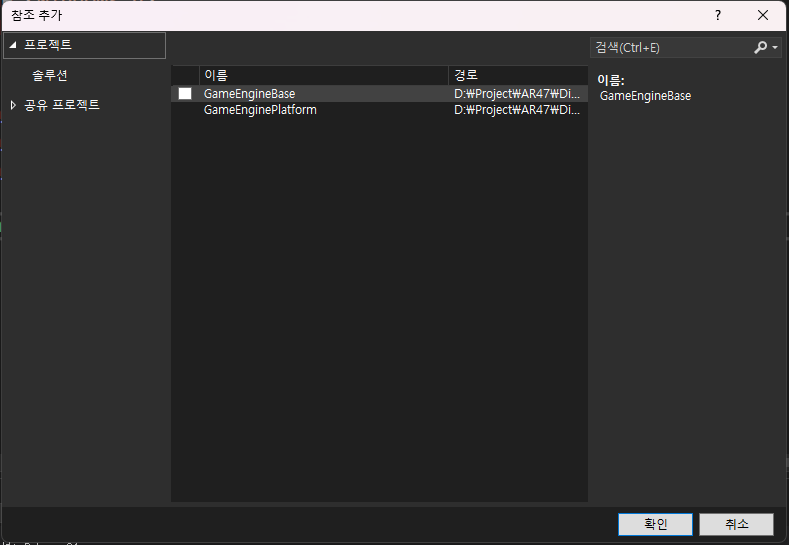 참조 추가
?
프로젝트
솔루션
공유 프로젝트
이름 경로
GameEngineBase D:₩Project₩AR47₩Di...
GameEnginePlatform D:₩Project₩AR47₩Di...
검색(Ctrl+E)
이름:
GameEngineBase
확인 취소